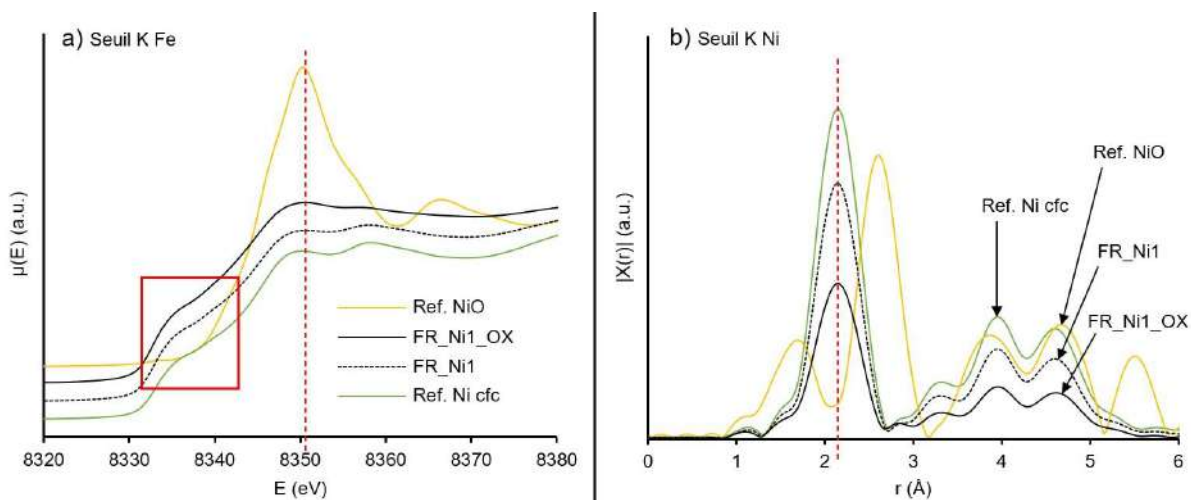 a) Seuil K Fe
μ(E) (a.u.)
Ref. NiO
FR_Ni1_OX
FR_Ni1
Ref. Ni cfc
8320 8330 8340 8350 8360 8370 8380
E (eV)
b) Seuil K Ni
|X(r)| (a.u.)
Ref. NiO
Ref. Ni cfc
FR_Ni1
FR_Ni1_OX
0 1 2 3 4 5 6
r (Å)